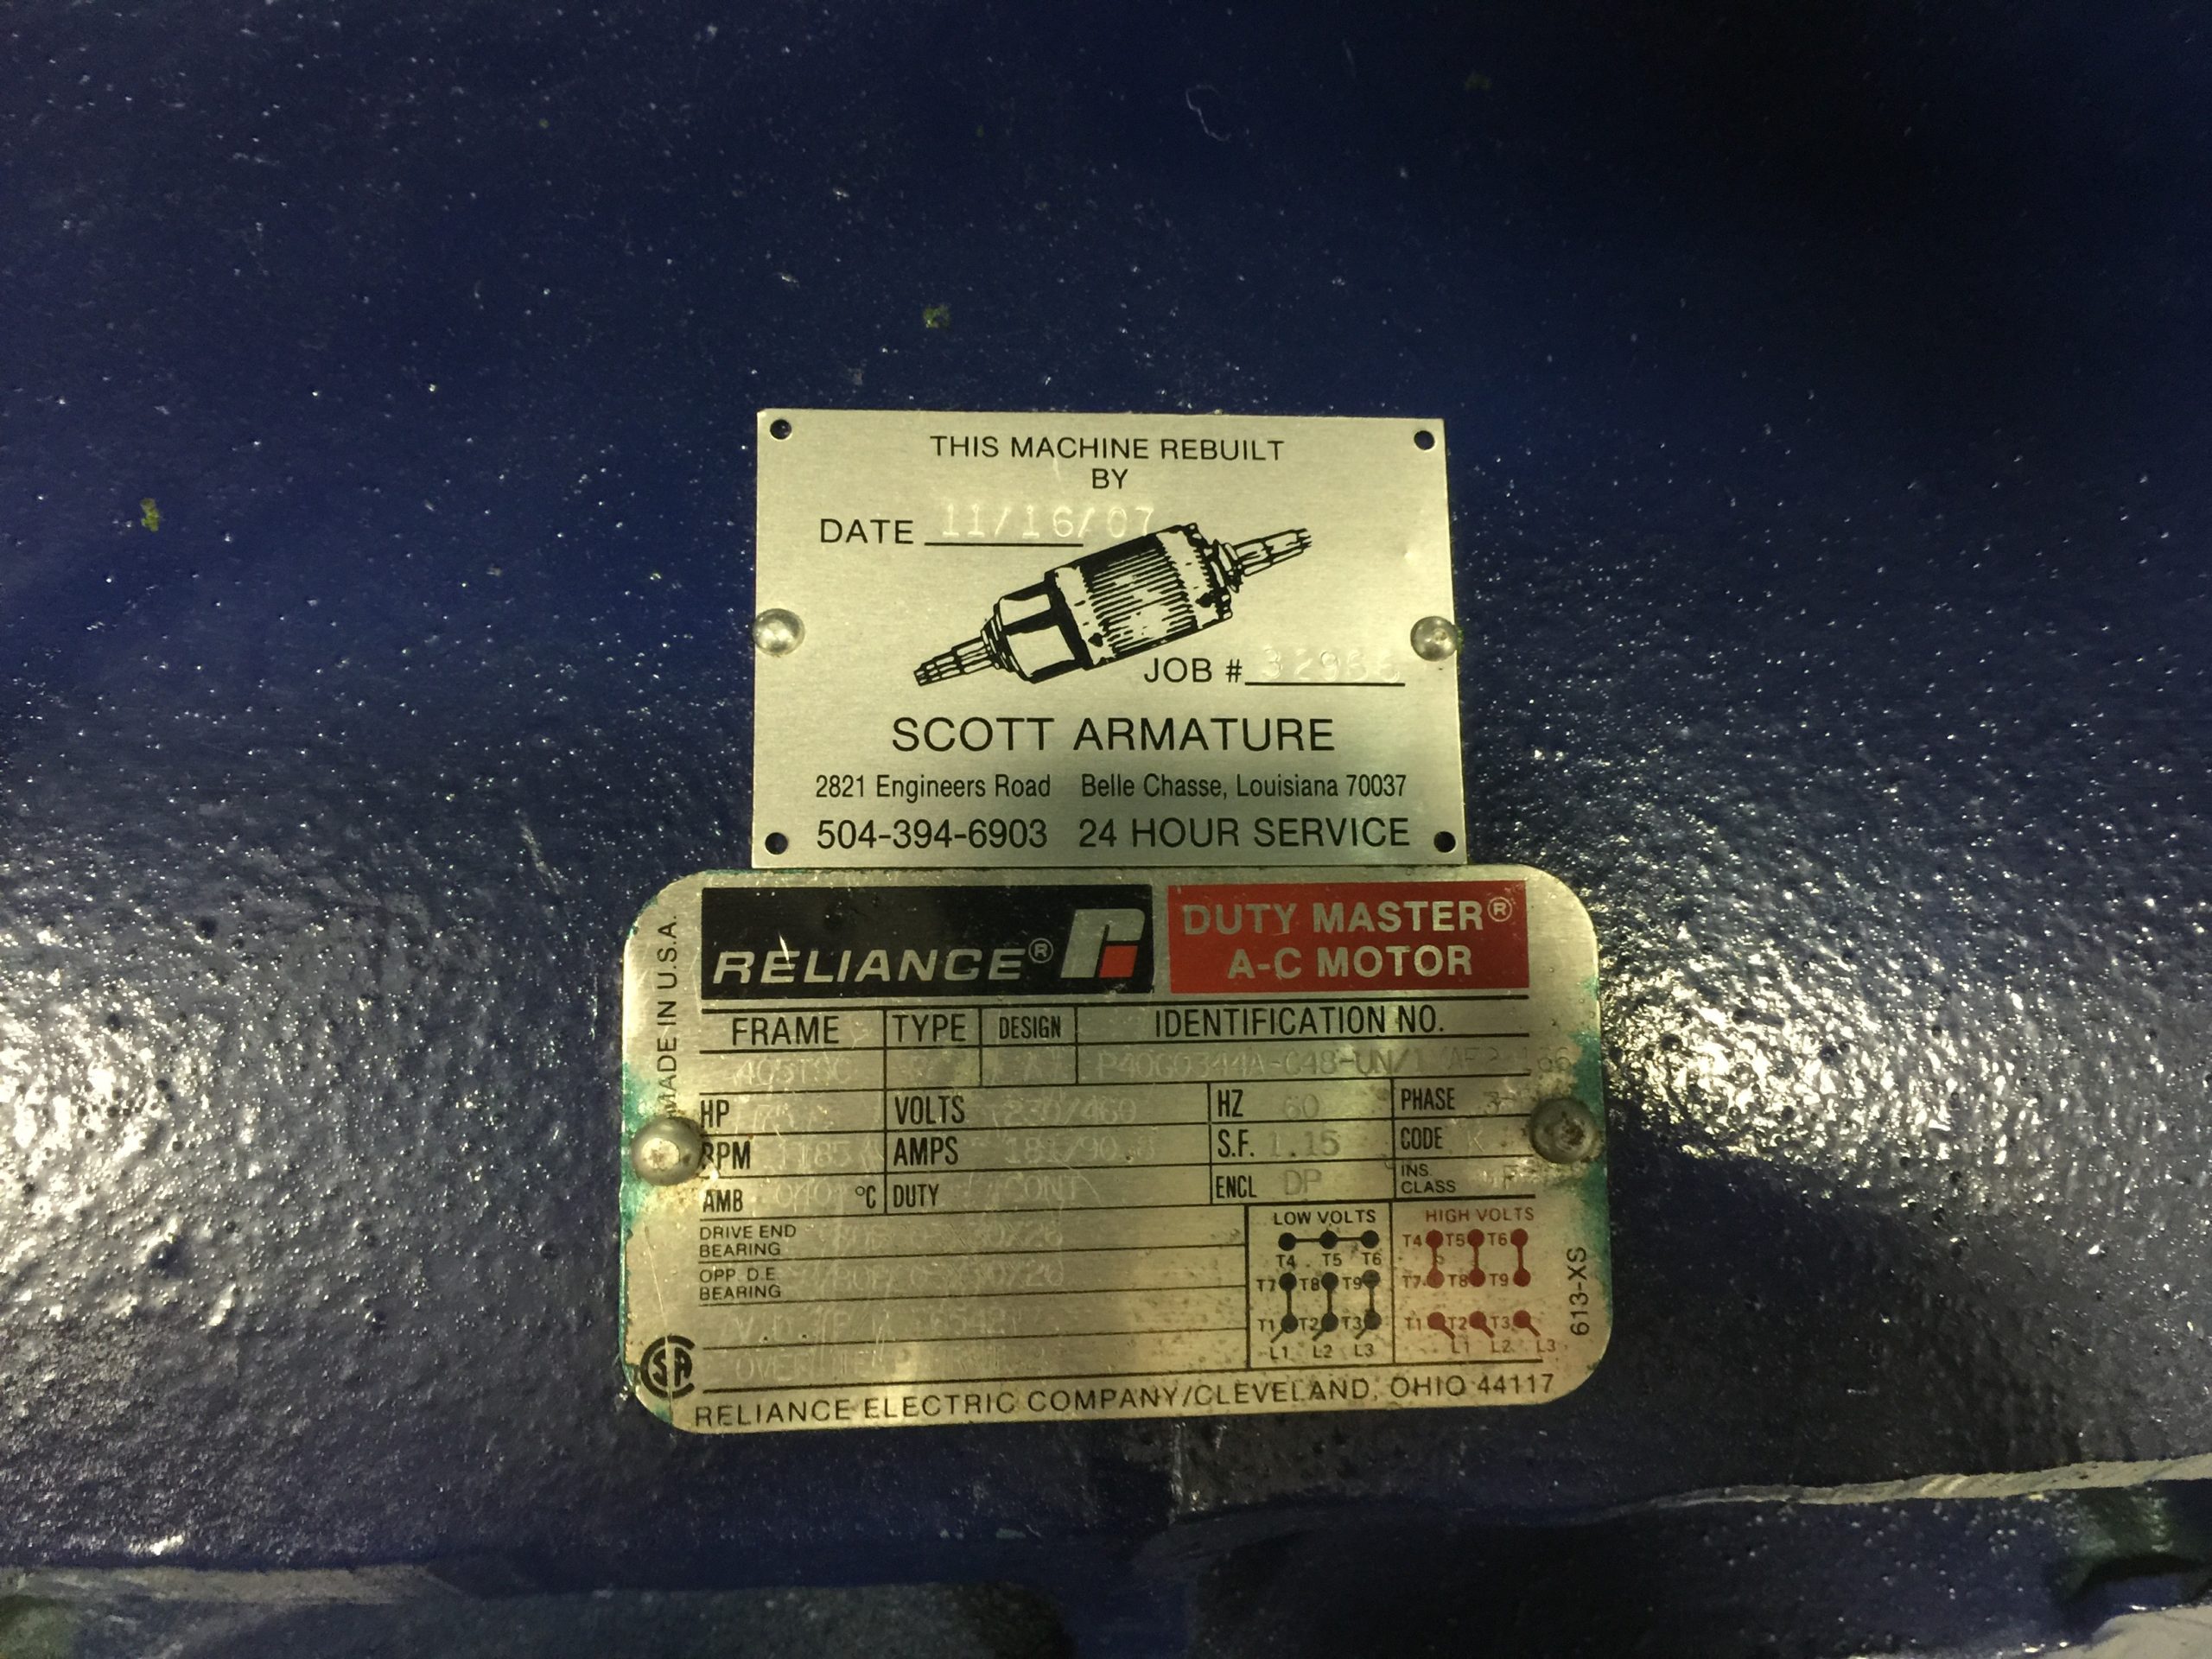 THIS MACHINE REBUILT
BY
DATE 11/16/07
JOB #
SCOTT ARMATURE
2821 Engineers Road Belle Chasse, Louisiana 70037
504-394-6903 24 HOUR SERVICE
MADE IN U.S.A.
RELIANCE® DUTY MASTER®
A-C MOTOR
FRAME TYPE DESIGN IDENTIFICATION NO.
HP VOLTS 230/460 HZ 60 PHASE 3
RPM 1185 AMPS S.F. 1.15 CODE K
AMB 040 °C DUTY CONT ENCL DP INS. CLASS F
DRIVE END BEARING
OPP. D.E. BEARING
LOW VOLTS HIGH VOLTS
T4 T5 T6 T4 T5 T6
T7 T8 T9 T7 T8 T9
T1 T2 T3 T1 T2 T3
L1 L2 L3 L1 L2 L3
613-XS
SA
RELIANCE ELECTRIC COMPANY/CLEVELAND, OHIO 44117